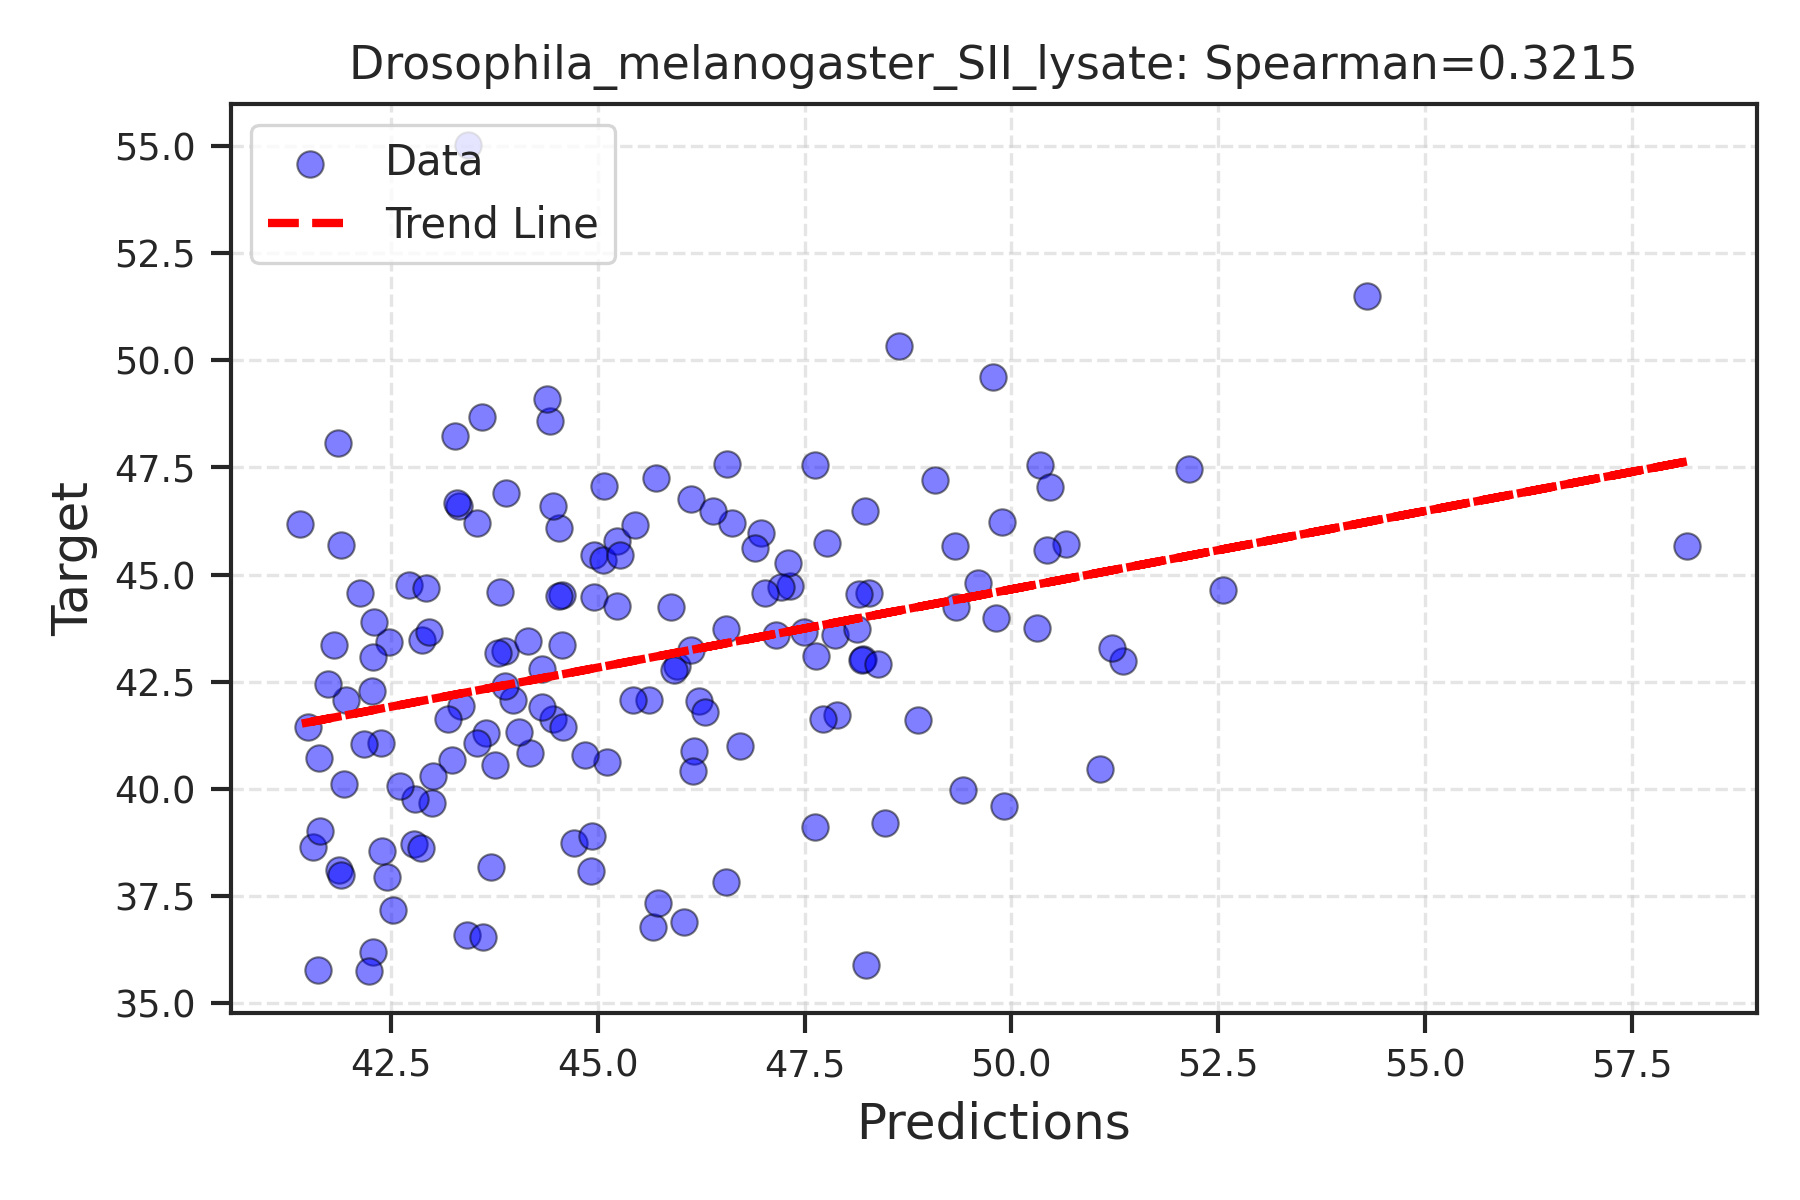 Drosophila_melanogaster_SII_lysate: Spearman=0.3215
Data
Trend Line
55.0
52.5
50.0
47.5
45.0
42.5
40.0
37.5
35.0
Target
42.5 45.0 47.5 50.0 52.5 55.0 57.5
Predictions